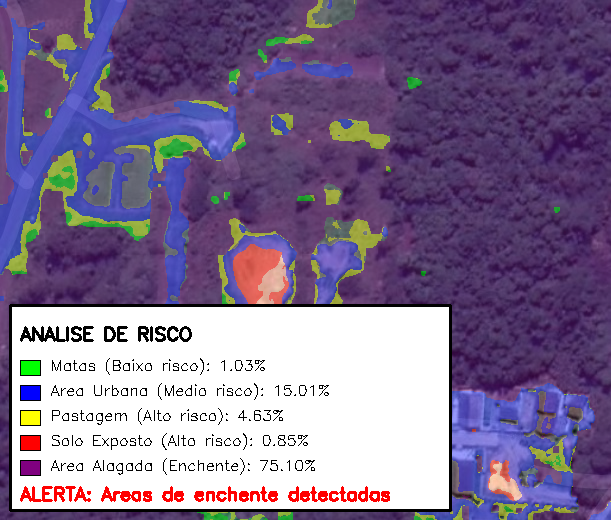 ANALISE DE RISCO
Matas (Baixo risco): 1.03%
Area Urbana (Medio risco): 15.01%
Pastagem (Alto risco): 4.63%
Solo Exposto (Alto risco): 0.85%
Area Alagada (Enchente): 75.10%
ALERTA: Areas de enchente detectadas